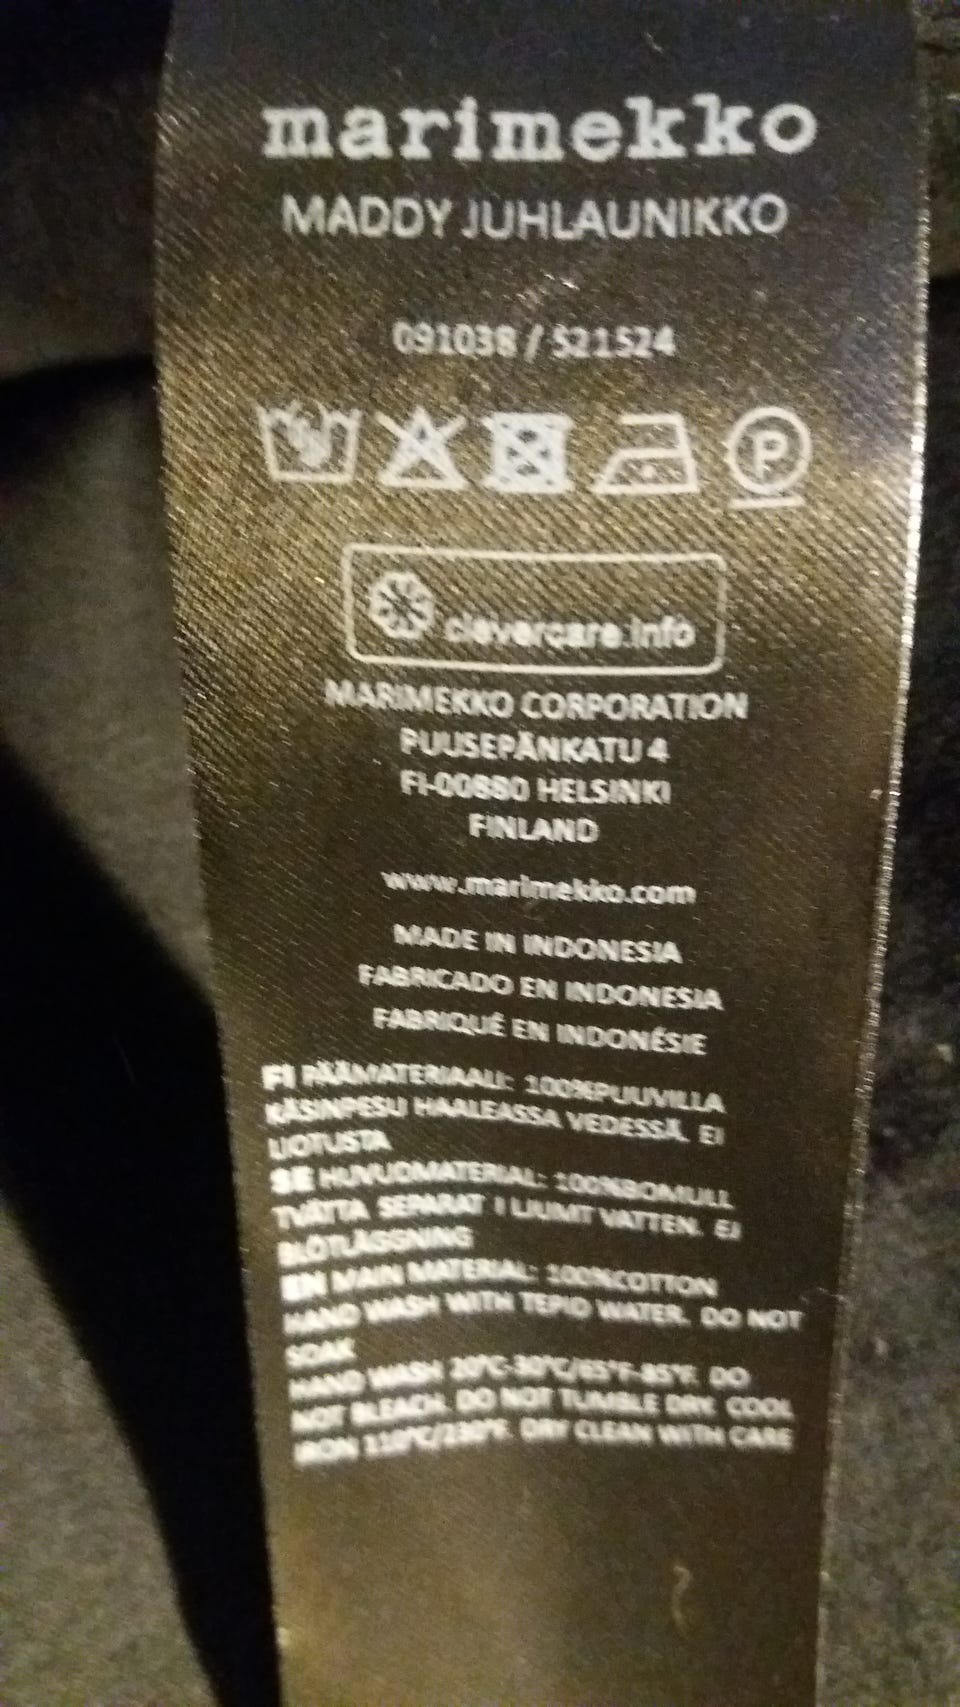 marimekko
MADDY JUHLAUNIKKO
091038 / 521524
P
clevercare.info
MARIMEKKO CORPORATION
PUUSEPÄNKATU 4
FI-00880 HELSINKI
FINLAND
www.marimekko.com
MADE IN INDONESIA
FABRICADO EN INDONESIA
FABRIQUÉ EN INDONÉSIE
FI PÄÄMATERIAALI: 100%PUUVILLA
KÄSINPESU HAALEASSA VEDESSÄ. EI
LIOTUSTA
SE HUVUDMATERIAL: 100%BOMULL
TVÄTTA SEPARAT I LJUMT VATTEN. EJ
BLÖTLÄGGNING
EN MAIN MATERIAL: 100%COTTON
HAND WASH WITH TEPID WATER. DO NOT
SOAK
HAND WASH 20°C-30°C/65°F-85°F. DO
NOT BLEACH. DO NOT TUMBLE DRY. COOL
IRON 110°C/230°F. DRY CLEAN WITH CARE